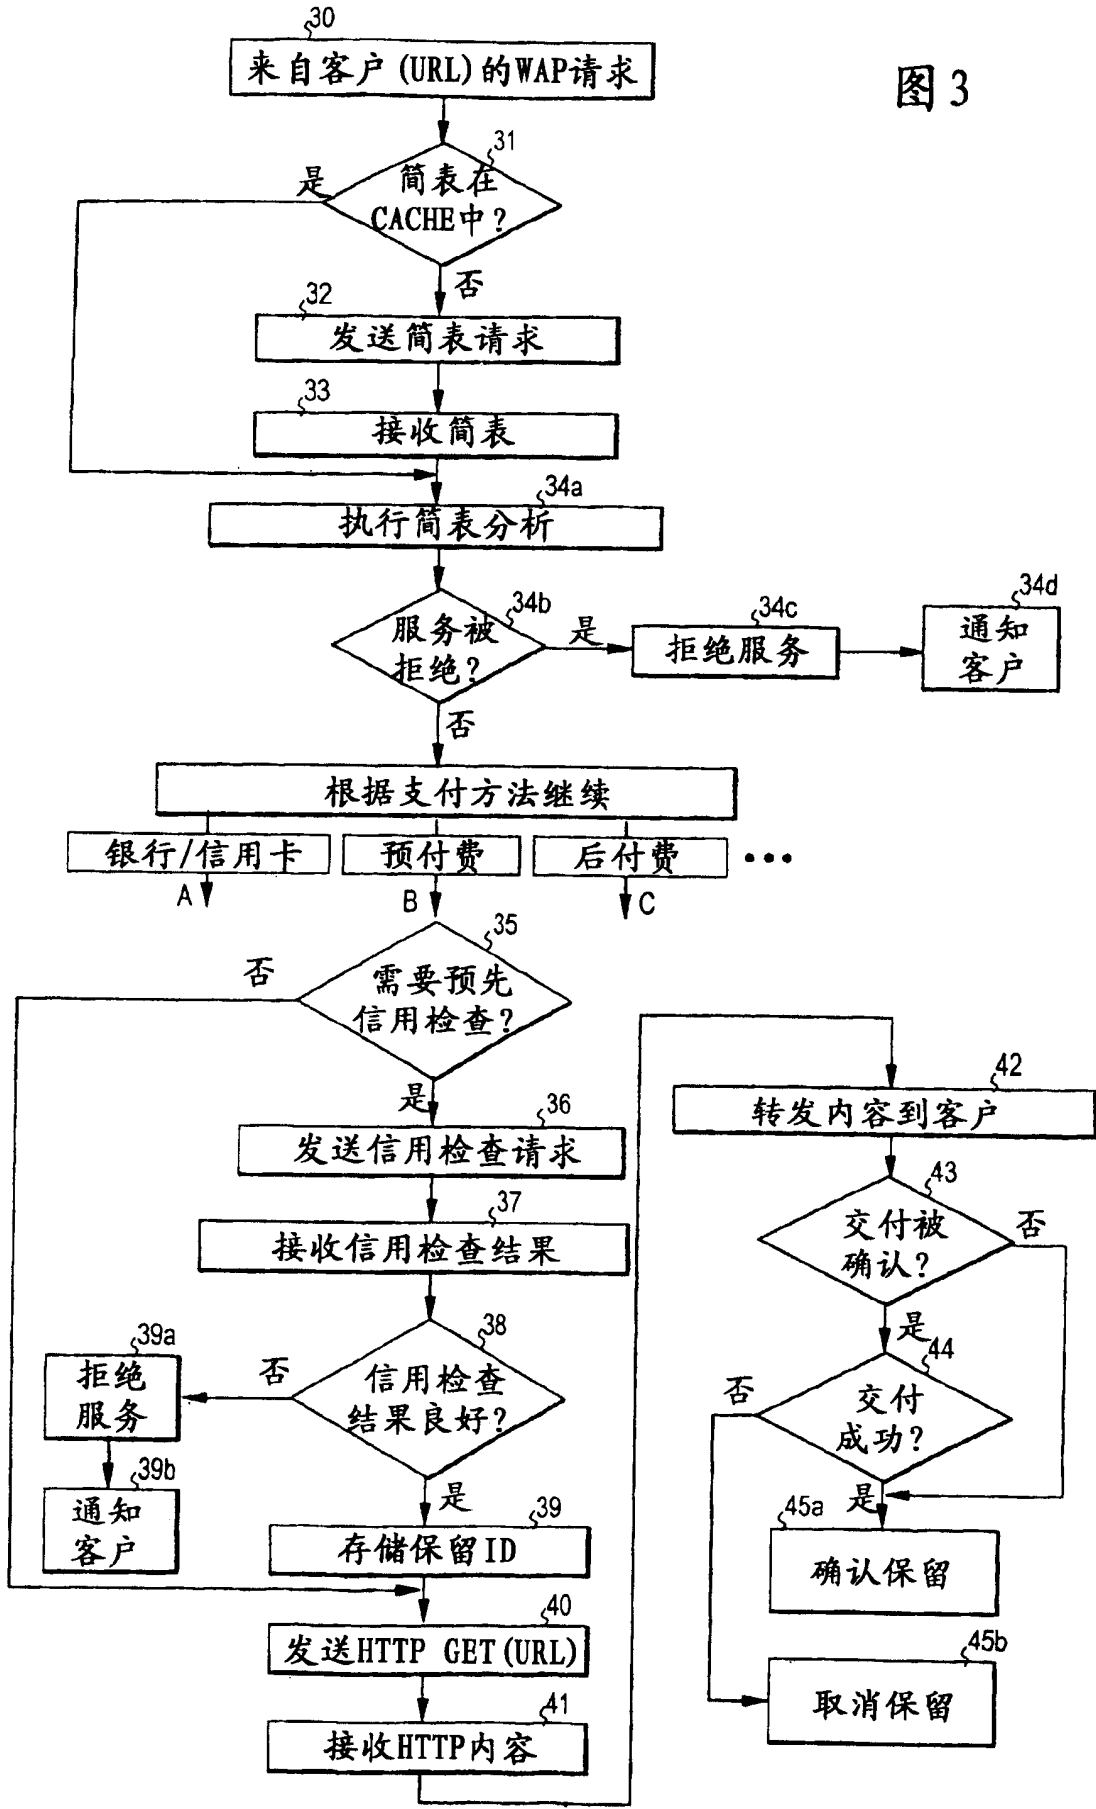 图3
30
来自客户(URL)的WAP请求
31
是
简表在
CACHE中?
否
32
发送简表请求
33
接收简表
34a
执行简表分析
34b
服务被
拒绝?
是
34c
拒绝服务
34d
通知
客户
否
根据支付方法继续
银行/信用卡
预付费
后付费
•••
A
B
C
35
否
需要预先
信用检查?
是
36
发送信用检查请求
37
接收信用检查结果
38
否
信用检查
结果良好?
39a
拒绝
服务
39b
通知
客户
是
39
存储保留ID
40
发送HTTP GET(URL)
41
接收HTTP内容
42
转发内容到客户
43
交付被
确认?
否
是
44
否
交付
成功?
是
45a
确认保留
45b
取消保留